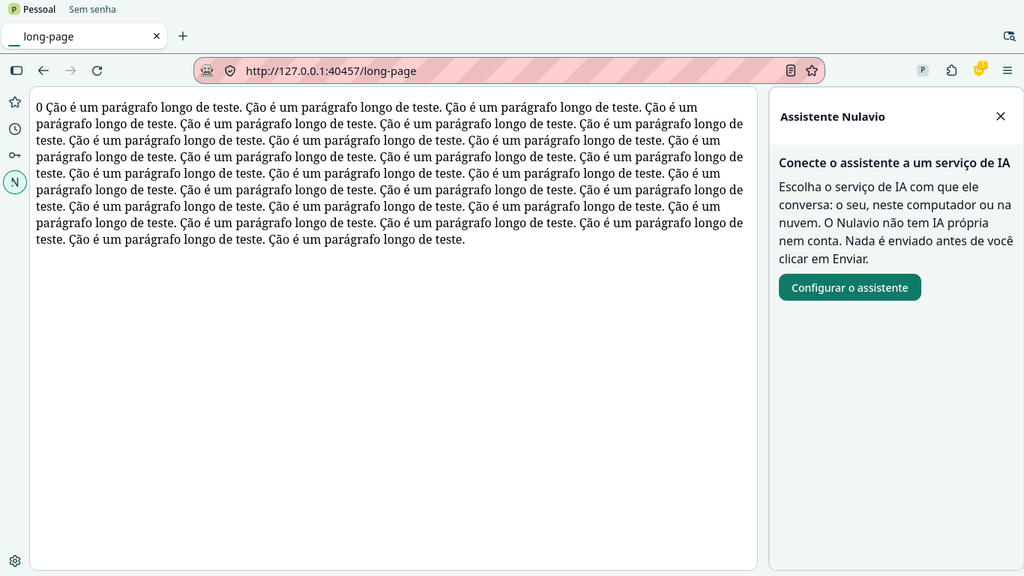 P Pessoal Sem senha
long-page
http://127.0.0.1:40457/long-page
P
0 Ção é um parágrafo longo de teste. Ção é um parágrafo longo de teste. Ção é um parágrafo longo de teste. Ção é um
parágrafo longo de teste. Ção é um parágrafo longo de teste. Ção é um parágrafo longo de teste. Ção é um parágrafo longo de
teste. Ção é um parágrafo longo de teste. Ção é um parágrafo longo de teste. Ção é um parágrafo longo de teste. Ção é um
parágrafo longo de teste. Ção é um parágrafo longo de teste. Ção é um parágrafo longo de teste. Ção é um parágrafo longo de
teste. Ção é um parágrafo longo de teste. Ção é um parágrafo longo de teste. Ção é um parágrafo longo de teste. Ção é um
parágrafo longo de teste. Ção é um parágrafo longo de teste. Ção é um parágrafo longo de teste. Ção é um parágrafo longo de
teste. Ção é um parágrafo longo de teste. Ção é um parágrafo longo de teste. Ção é um parágrafo longo de teste. Ção é um
parágrafo longo de teste. Ção é um parágrafo longo de teste. Ção é um parágrafo longo de teste. Ção é um parágrafo longo de
teste. Ção é um parágrafo longo de teste. Ção é um parágrafo longo de teste.
N
Assistente Nulavio
Conecte o assistente a um serviço de IA
Escolha o serviço de IA com que ele
conversa: o seu, neste computador ou na
nuvem. O Nulavio não tem IA própria
nem conta. Nada é enviado antes de você
clicar em Enviar.
Configurar o assistente